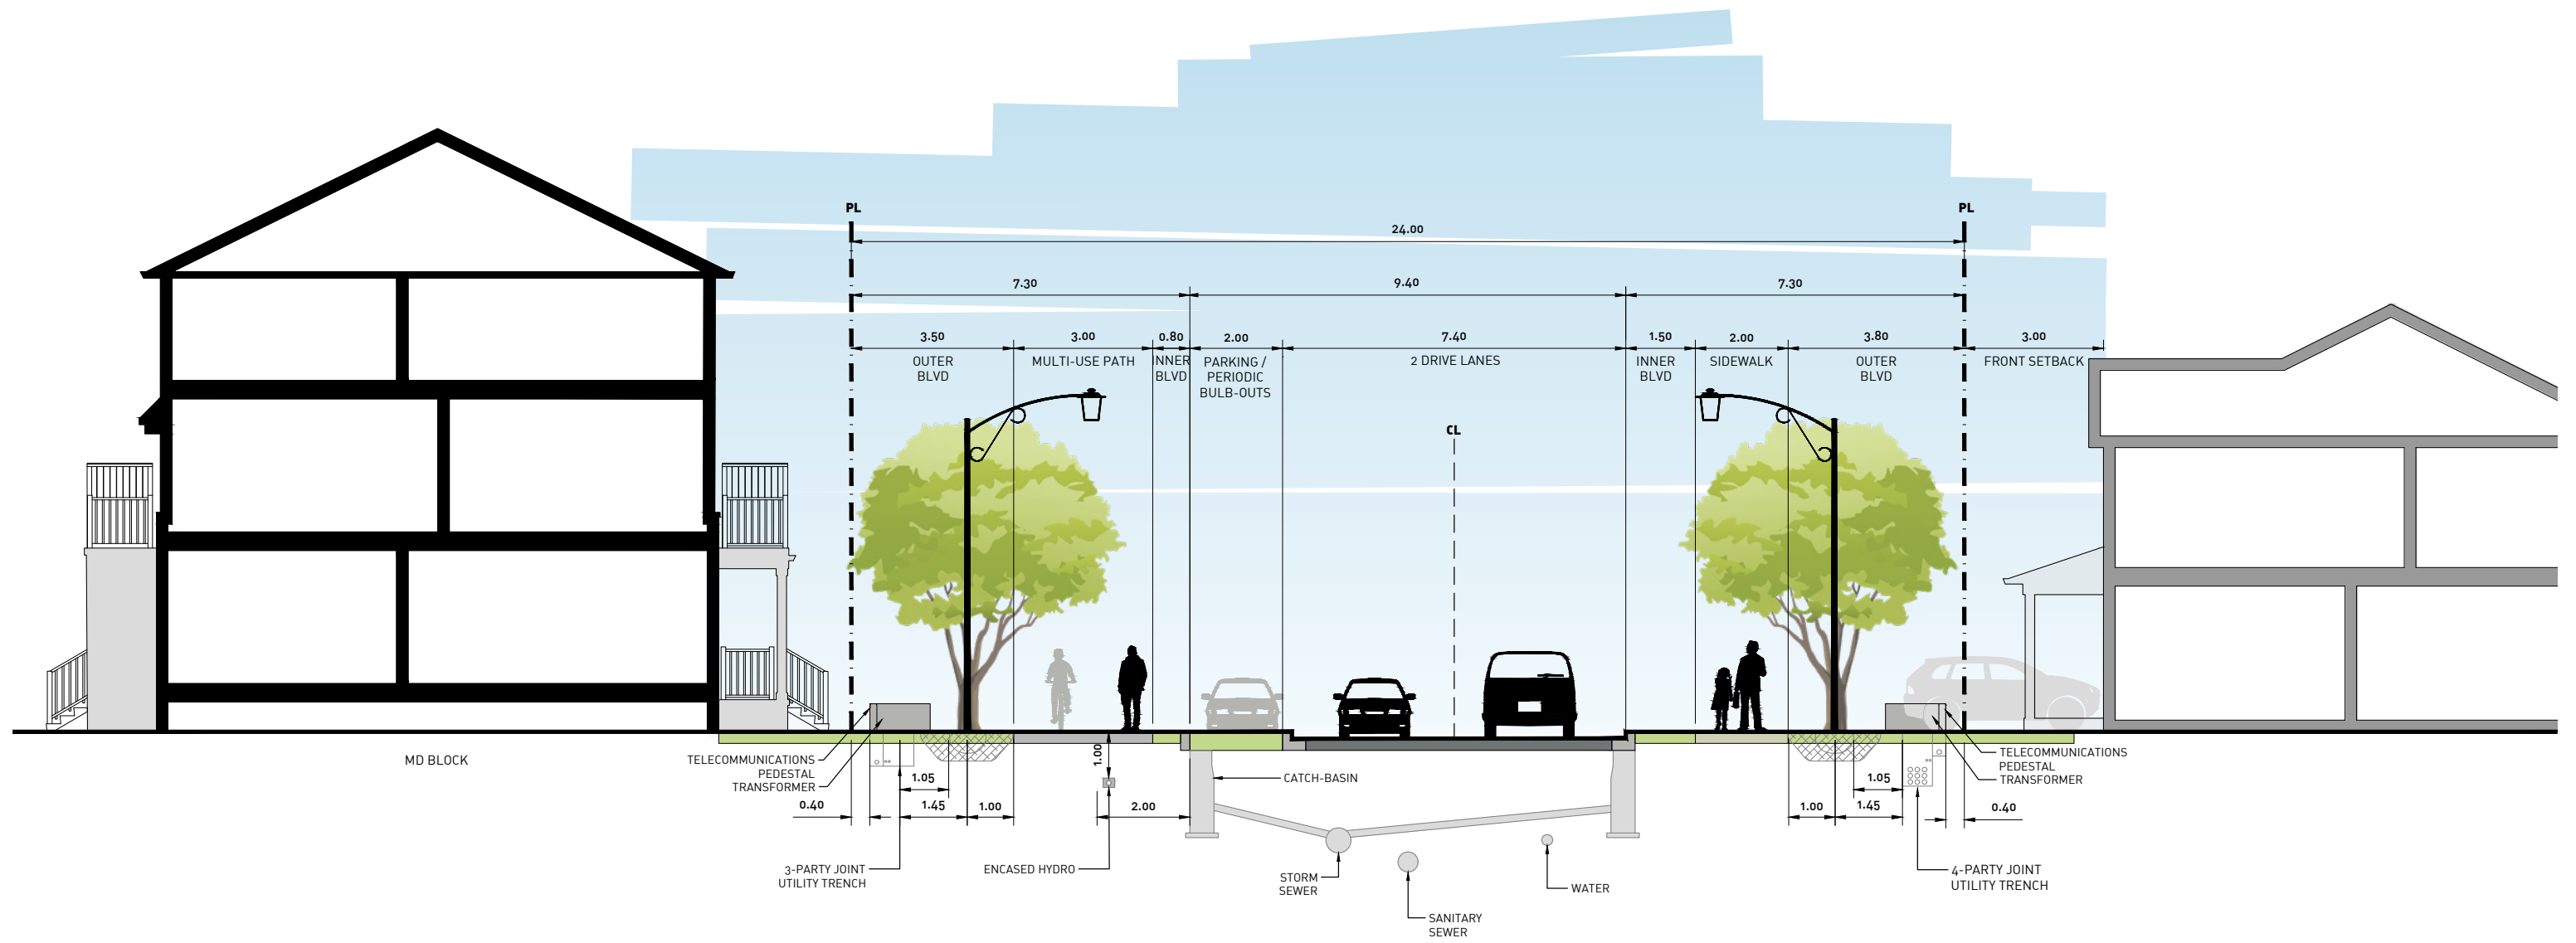 PL
PL
24.00
7.30
9.40
7.30
3.50
3.00
0.80
2.00
7.40
1.50
2.00
3.80
3.00
OUTER
BLVD
MULTI-USE PATH
INNER
BLVD
PARKING /
PERIODIC
BULB-OUTS
2 DRIVE LANES
INNER
BLVD
SIDEWALK
OUTER
BLVD
FRONT SETBACK
CL
MD BLOCK
TELECOMMUNICATIONS
PEDESTAL
TRANSFORMER
1.05
1.00
0.40
1.45
1.00
2.00
CATCH-BASIN
TELECOMMUNICATIONS
PEDESTAL
TRANSFORMER
1.05
1.00
1.45
0.40
3-PARTY JOINT
UTILITY TRENCH
ENCASED HYDRO
STORM
SEWER
SANITARY
SEWER
WATER
4-PARTY JOINT
UTILITY TRENCH